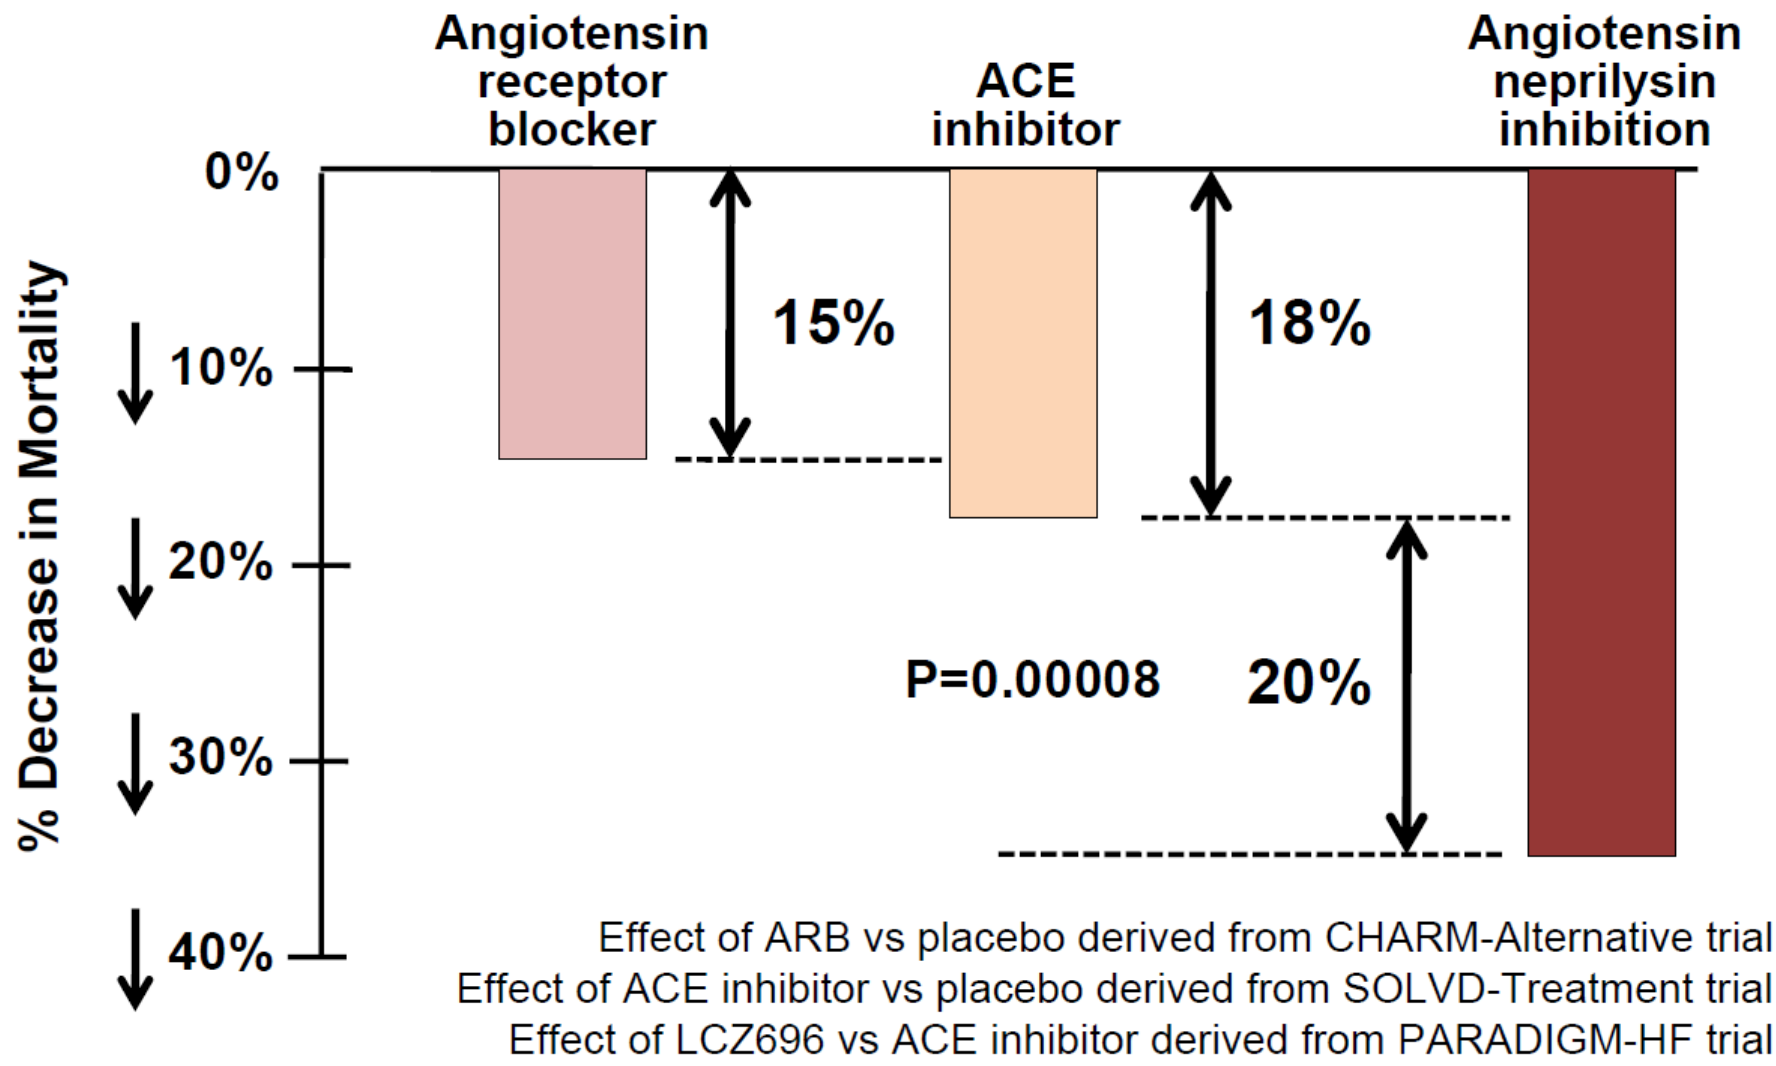 Angiotensin
receptor
blocker
ACE
inhibitor
Angiotensin
neprilysin
inhibition
% Decrease in Mortality
0%
10%
20%
30%
40%
15%
18%
P=0.00008
20%
Effect of ARB vs placebo derived from CHARM-Alternative trial
Effect of ACE inhibitor vs placebo derived from SOLVD-Treatment trial
Effect of LCZ696 vs ACE inhibitor derived from PARADIGM-HF trial